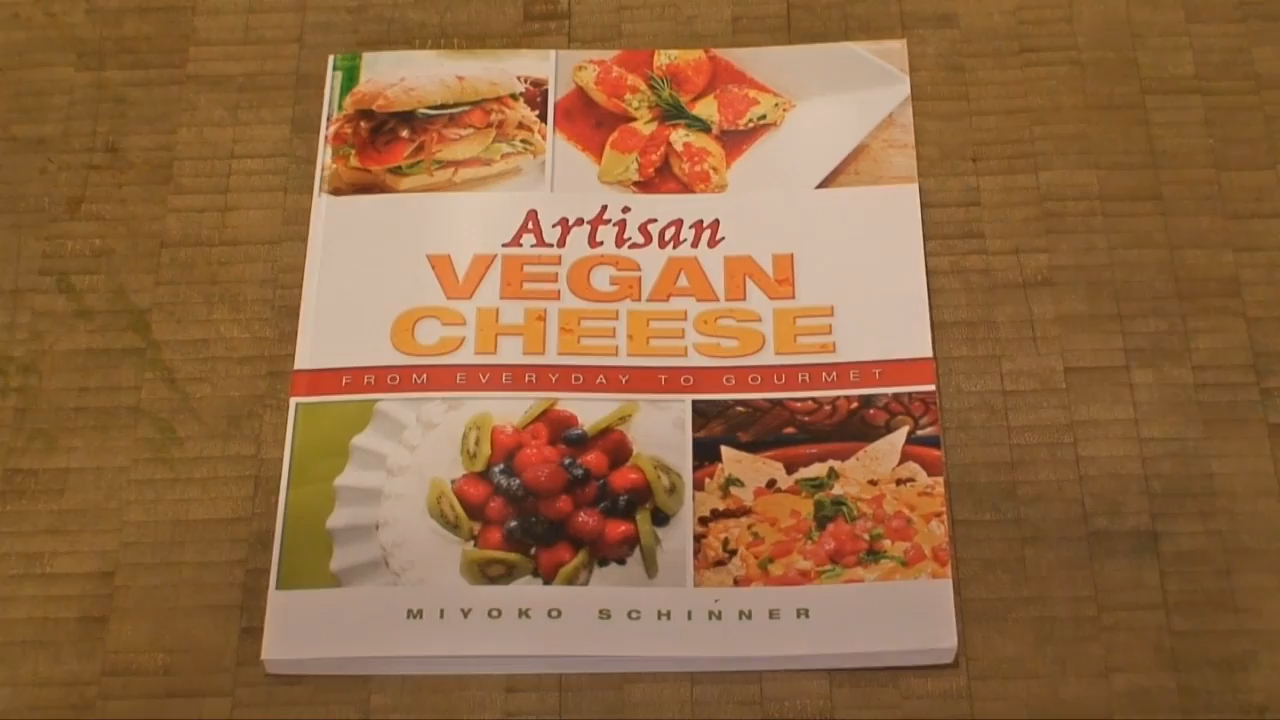 Artisan
VEGAN
CHEESE
FROM EVERYDAY TO GOURMET
MIYOKO SCHINNER